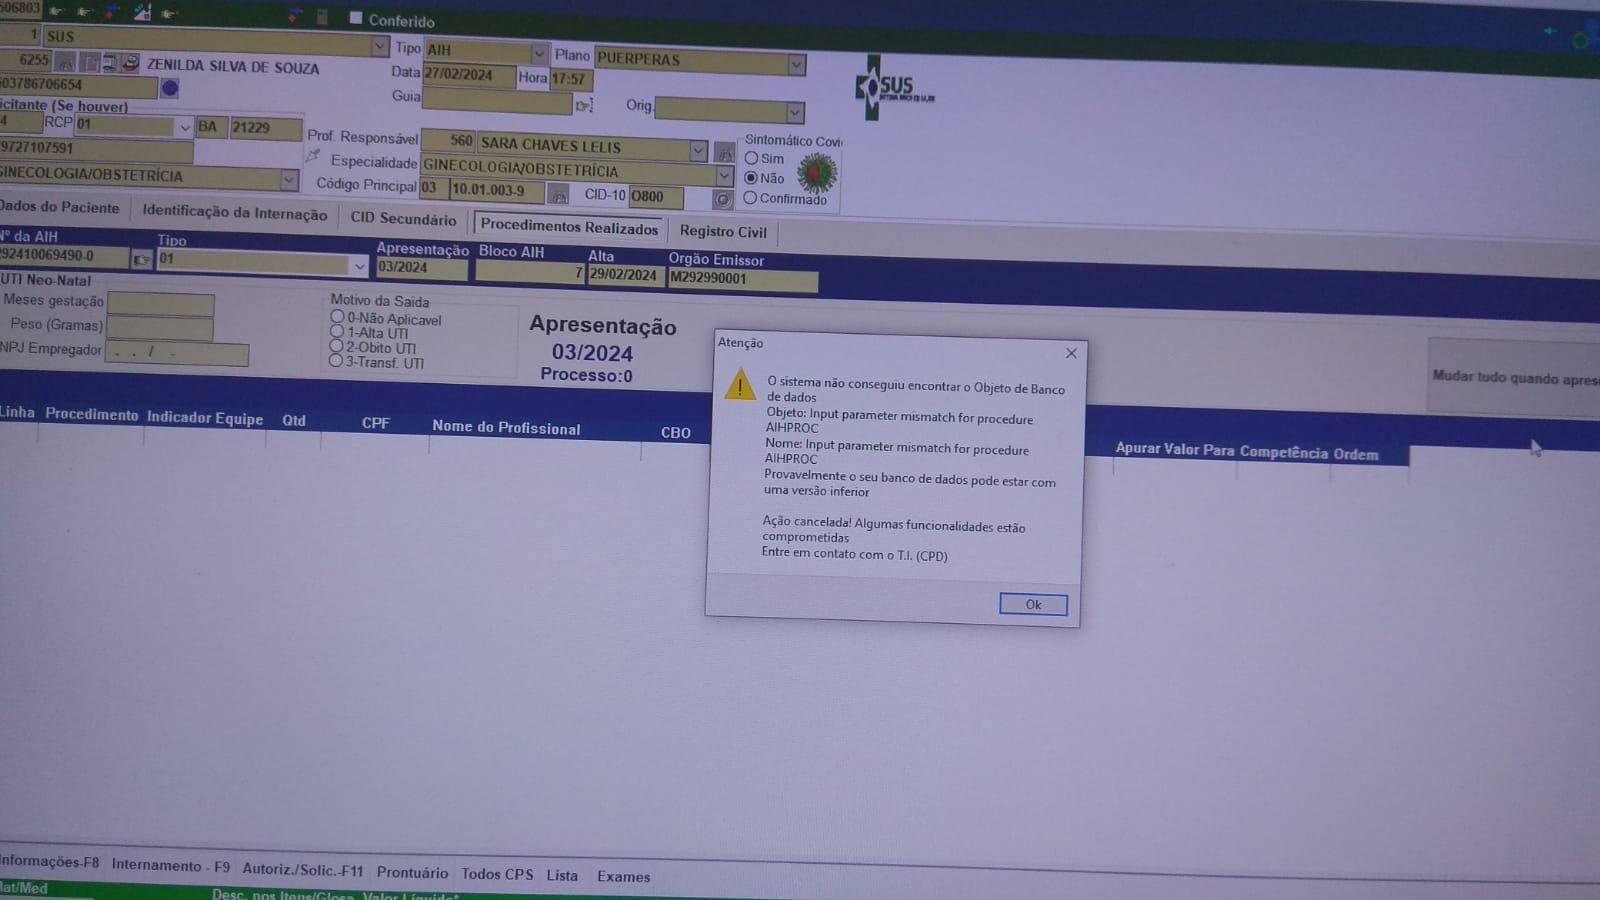 506803
Conferido
1 SUS Tipo AIH Plano PUERPERAS
6255 ZENILDA SILVA DE SOUZA Data 27/02/2024 Hora 17:57
03786706654 Guia Orig.
icitante (Se houver)
4 RCP 01 BA 21229 Prof. Responsável 560 SARA CHAVES LELIS
9727107591 Especialidade GINECOLOGIA/OBSTETRÍCIA
GINECOLOGIA/OBSTETRÍCIA Código Principal 03 10.01.003-9 CID-10 O800
Sintomático Covi
Sim
Não
Confirmado
SUS
Dados do Paciente Identificação da Internação CID Secundário Procedimentos Realizados Registro Civil
Nº da AIH Tipo Apresentação Bloco AIH Alta Orgão Emissor
292410069490-0 01 03/2024 7 29/02/2024 M292990001
UTI Neo-Natal
Meses gestação
Peso (Gramas)
NPJ Empregador . . / -
Motivo da Saida
0-Não Aplicavel
1-Alta UTI
2-Obito UTI
3-Transf. UTI
Apresentação
03/2024
Processo:0
Mudar tudo quando apres
Linha Procedimento Indicador Equipe Qtd CPF Nome do Profissional CBO Apurar Valor Para Competência Ordem
Atenção
O sistema não conseguiu encontrar o Objeto de Banco
de dados
Objeto: Input parameter mismatch for procedure
AIHPROC
Nome: Input parameter mismatch for procedure
AIHPROC
Provavelmente o seu banco de dados pode estar com
uma versão inferior
Ação cancelada! Algumas funcionalidades estão
comprometidas
Entre em contato com o T.I. (CPD)
Ok
Informações-F8 Internamento - F9 Autoriz./Solic.-F11 Prontuário Todos CPS Lista Exames
Mat/Med Desc. nos Itens/Glosa Valor Líquido*